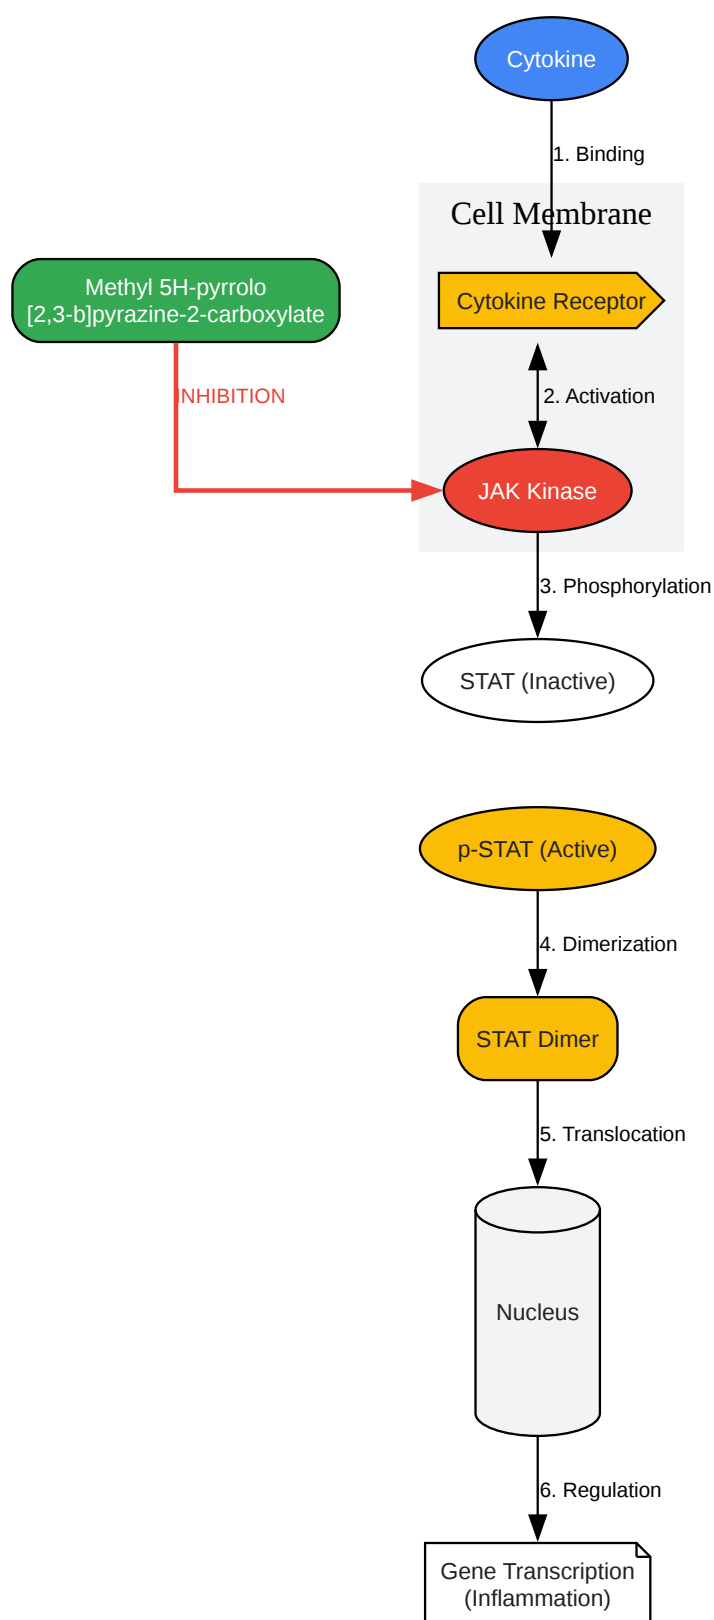 Cytokine
1. Binding
Cell Membrane
Methyl 5H-pyrrolo
[2,3-b]pyrazine-2-carboxylate
Cytokine Receptor
INHIBITION
2. Activation
JAK Kinase
3. Phosphorylation
STAT (Inactive)
p-STAT (Active)
4. Dimerization
STAT Dimer
5. Translocation
Nucleus
6. Regulation
Gene Transcription
(Inflammation)